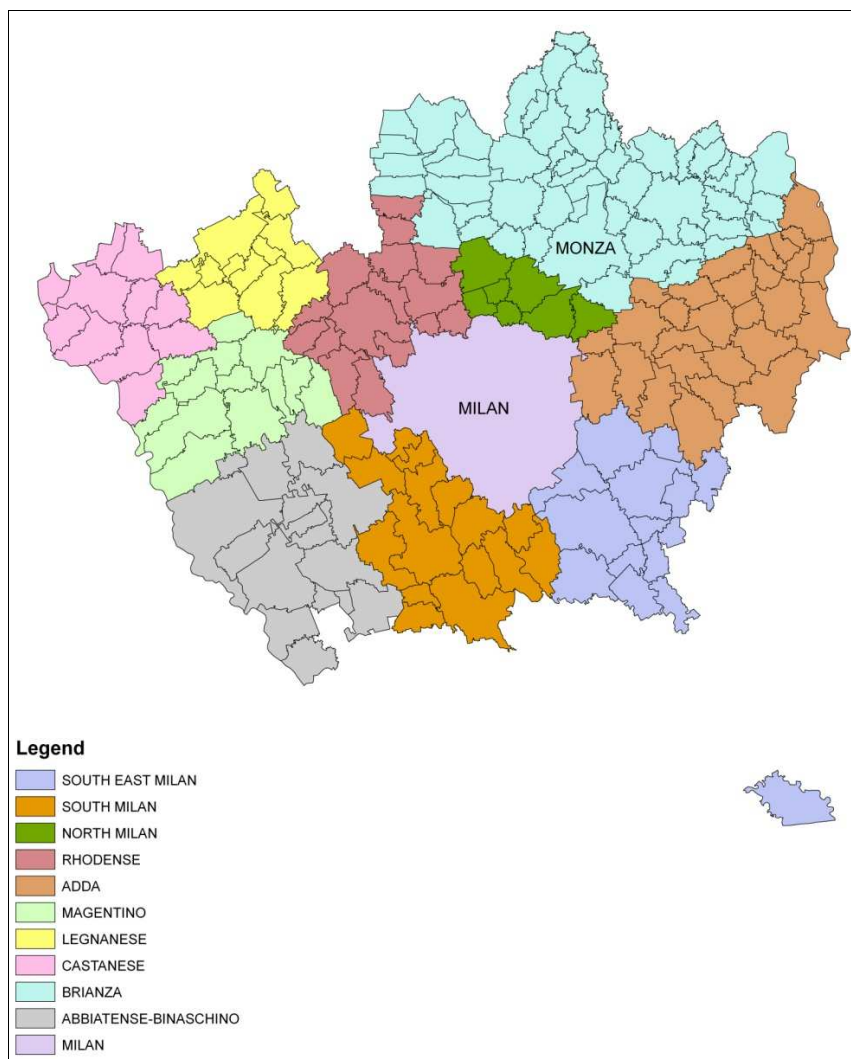 MONZA
MILAN
Legend
SOUTH EAST MILAN
SOUTH MILAN
NORTH MILAN
RHODENSE
ADDA
MAGENTINO
LEGNANESE
CASTANESE
BRIANZA
ABBIATENSE-BINASCHINO
MILAN